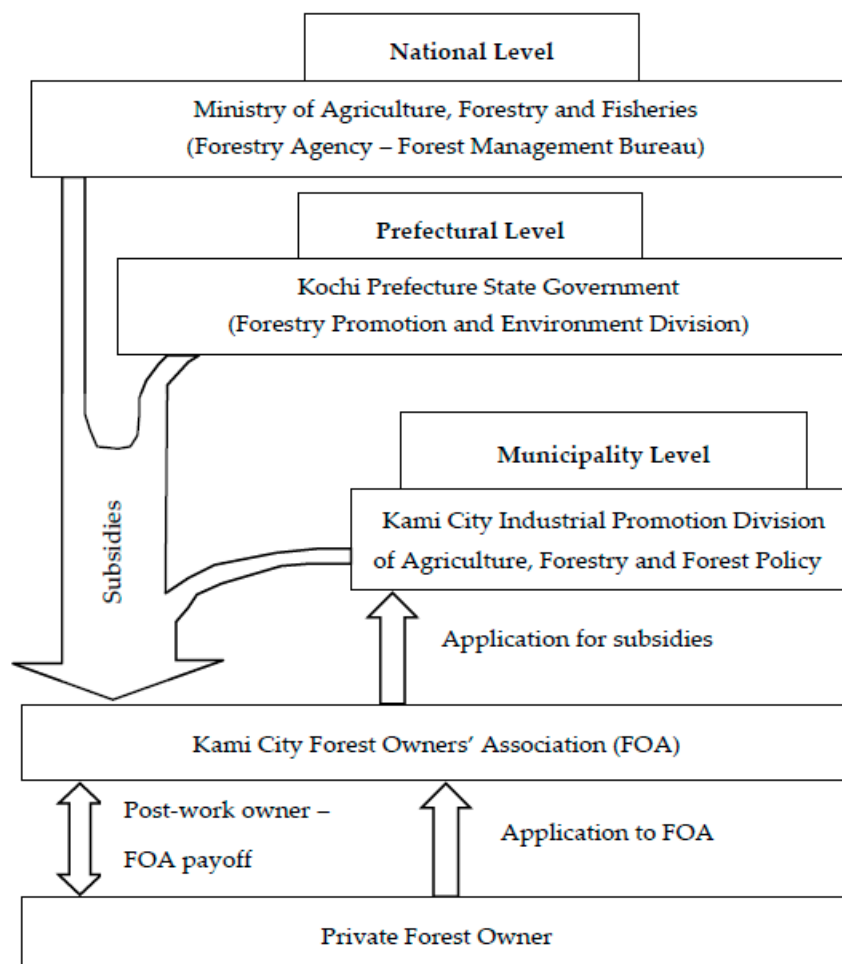 National Level
Ministry of Agriculture, Forestry and Fisheries
(Forestry Agency – Forest Management Bureau)
Prefectural Level
Kochi Prefecture State Government
(Forestry Promotion and Environment Division)
Municipality Level
Kami City Industrial Promotion Division
of Agriculture, Forestry and Forest Policy
Subsidies
Application for subsidies
Kami City Forest Owners’ Association (FOA)
Post-work owner –
FOA payoff
Application to FOA
Private Forest Owner